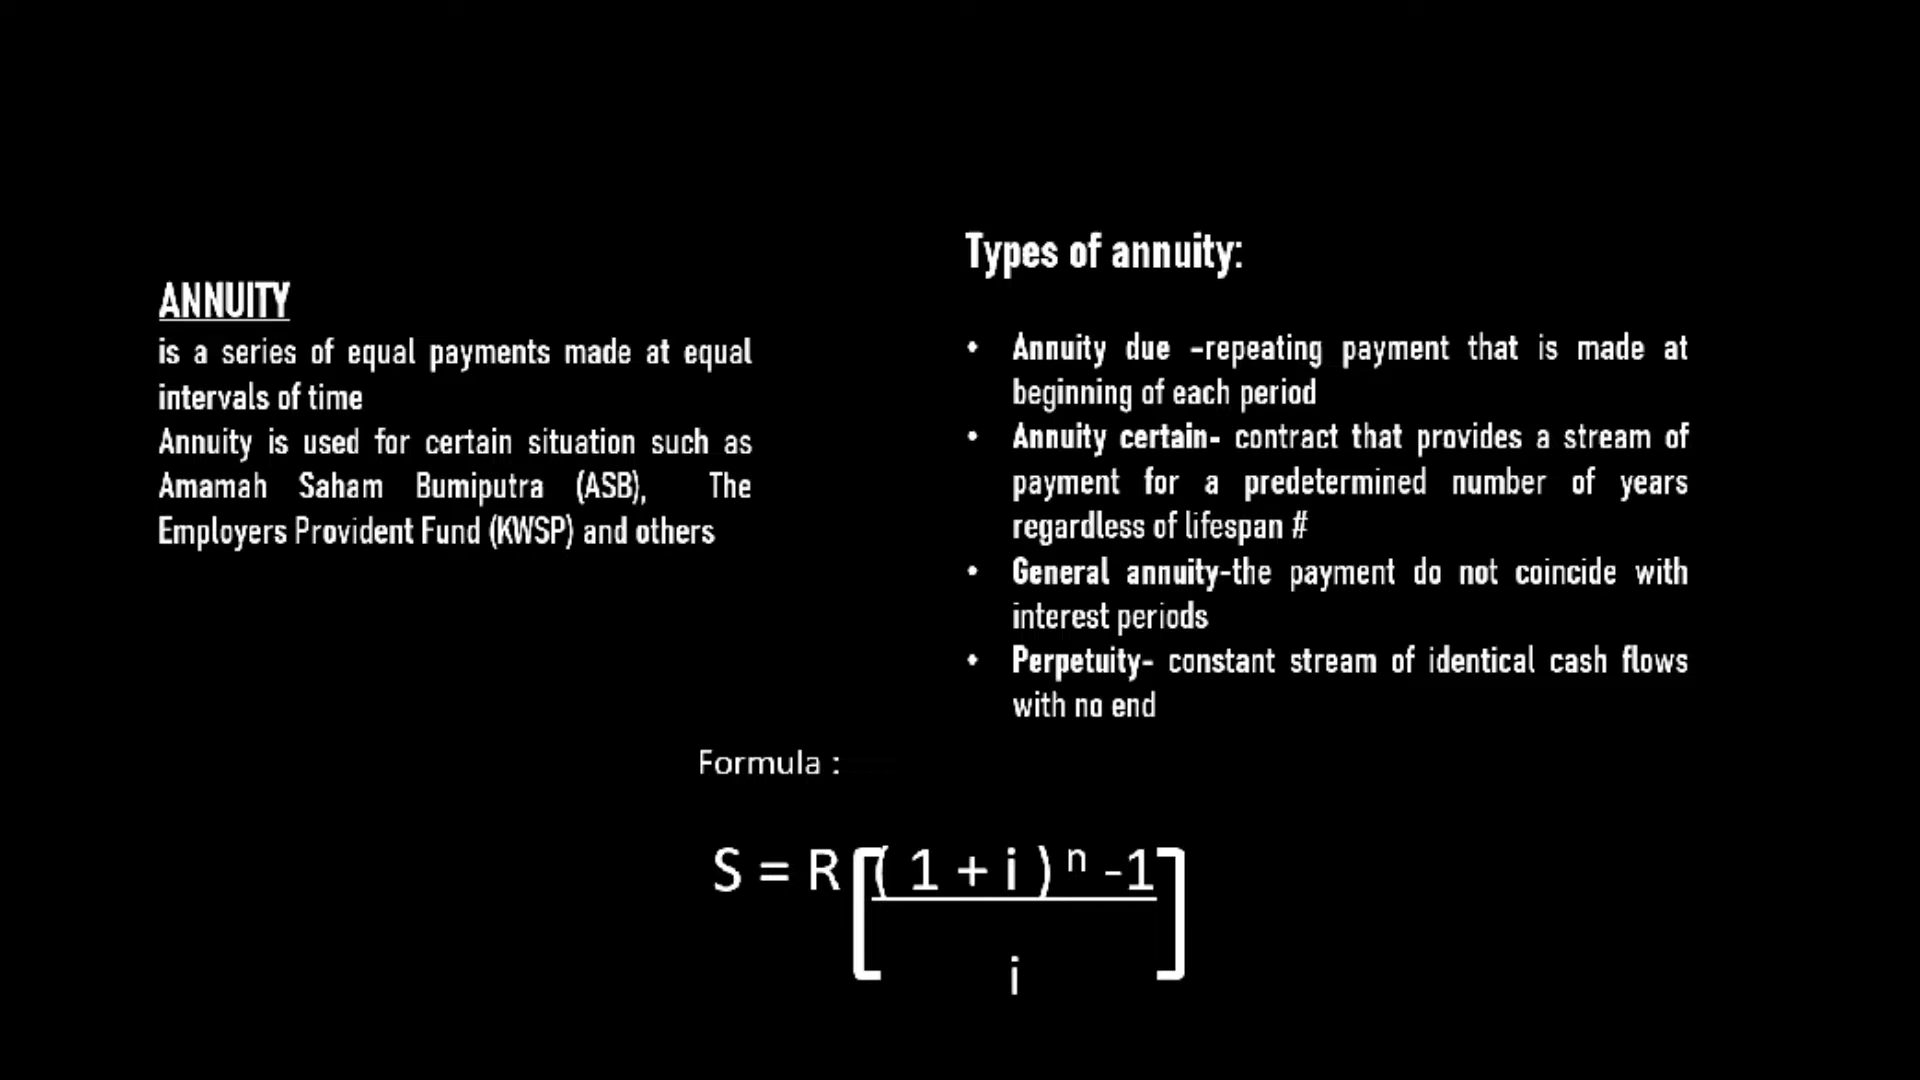 ANNUITY
is a series of equal payments made at equal
intervals of time
Annuity is used for certain situation such as
Amamah Saham Bumiputra (ASB), The
Employers Provident Fund (KWSP) and others
Types of annuity:
• Annuity due -repeating payment that is made at
beginning of each period
• Annuity certain- contract that provides a stream of
payment for a predetermined number of years
regardless of lifespan #
• General annuity-the payment do not coincide with
interest periods
• Perpetuity- constant stream of identical cash flows
with no end
Formula :
S = R [( 1 + i ) ⁿ -1]
i